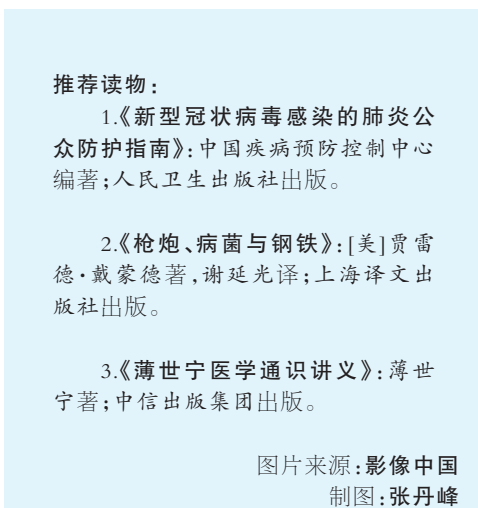 推荐读物：
1.《新型冠状病毒感染的肺炎公
众防护指南》：中国疾病预防控制中心
编著；人民卫生出版社出版。
2.《枪炮、病菌与钢铁》：[美]贾雷
德·戴蒙德著，谢延光译；上海译文出
版社出版。
3.《薄世宁医学通识讲义》：薄世
宁著；中信出版集团出版。
图片来源：影像中国
制图：张丹峰